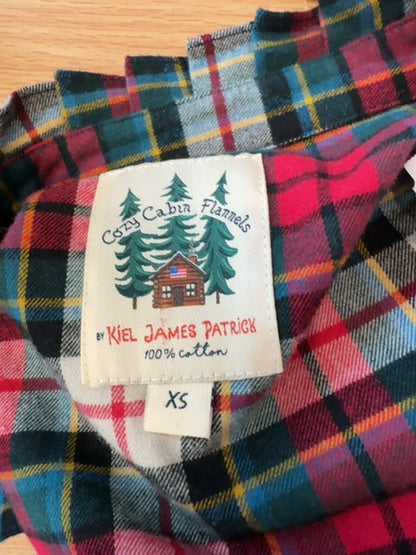 Cozy Cabin Flannels
BY KIEL JAMES PATRICK
100% cotton
XS